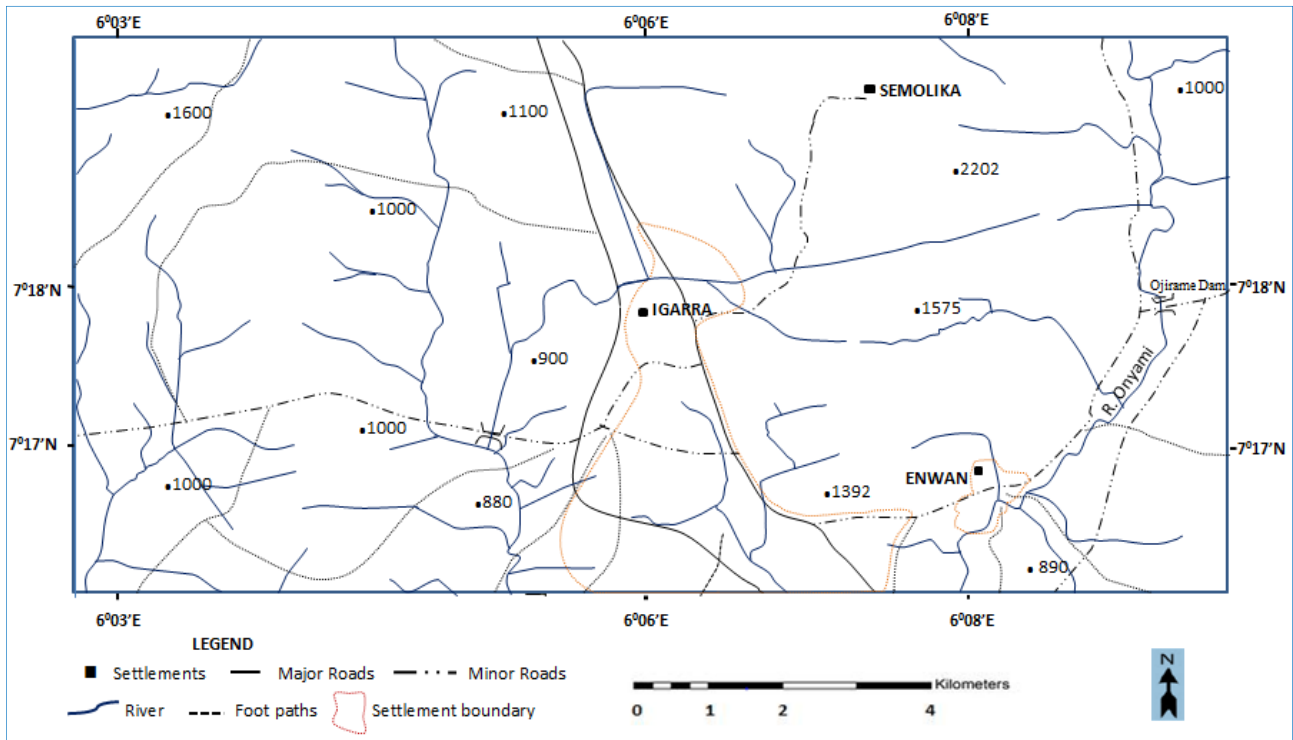 6⁰03’E 6⁰06’E 6⁰08’E
SEMOLIKA 1000
1600 1100
2202
1000
7⁰18’N Ojirame Dam 7⁰18’N
IGARRA 1575
900
R. Onyami
1000
7⁰17’N 7⁰17’N
ENWAN
1000 880 1392
890
6⁰03’E 6⁰06’E 6⁰08’E
LEGEND
Settlements Major Roads Minor Roads
River Foot paths Settlement boundary
Kilometers
0 1 2 4
N